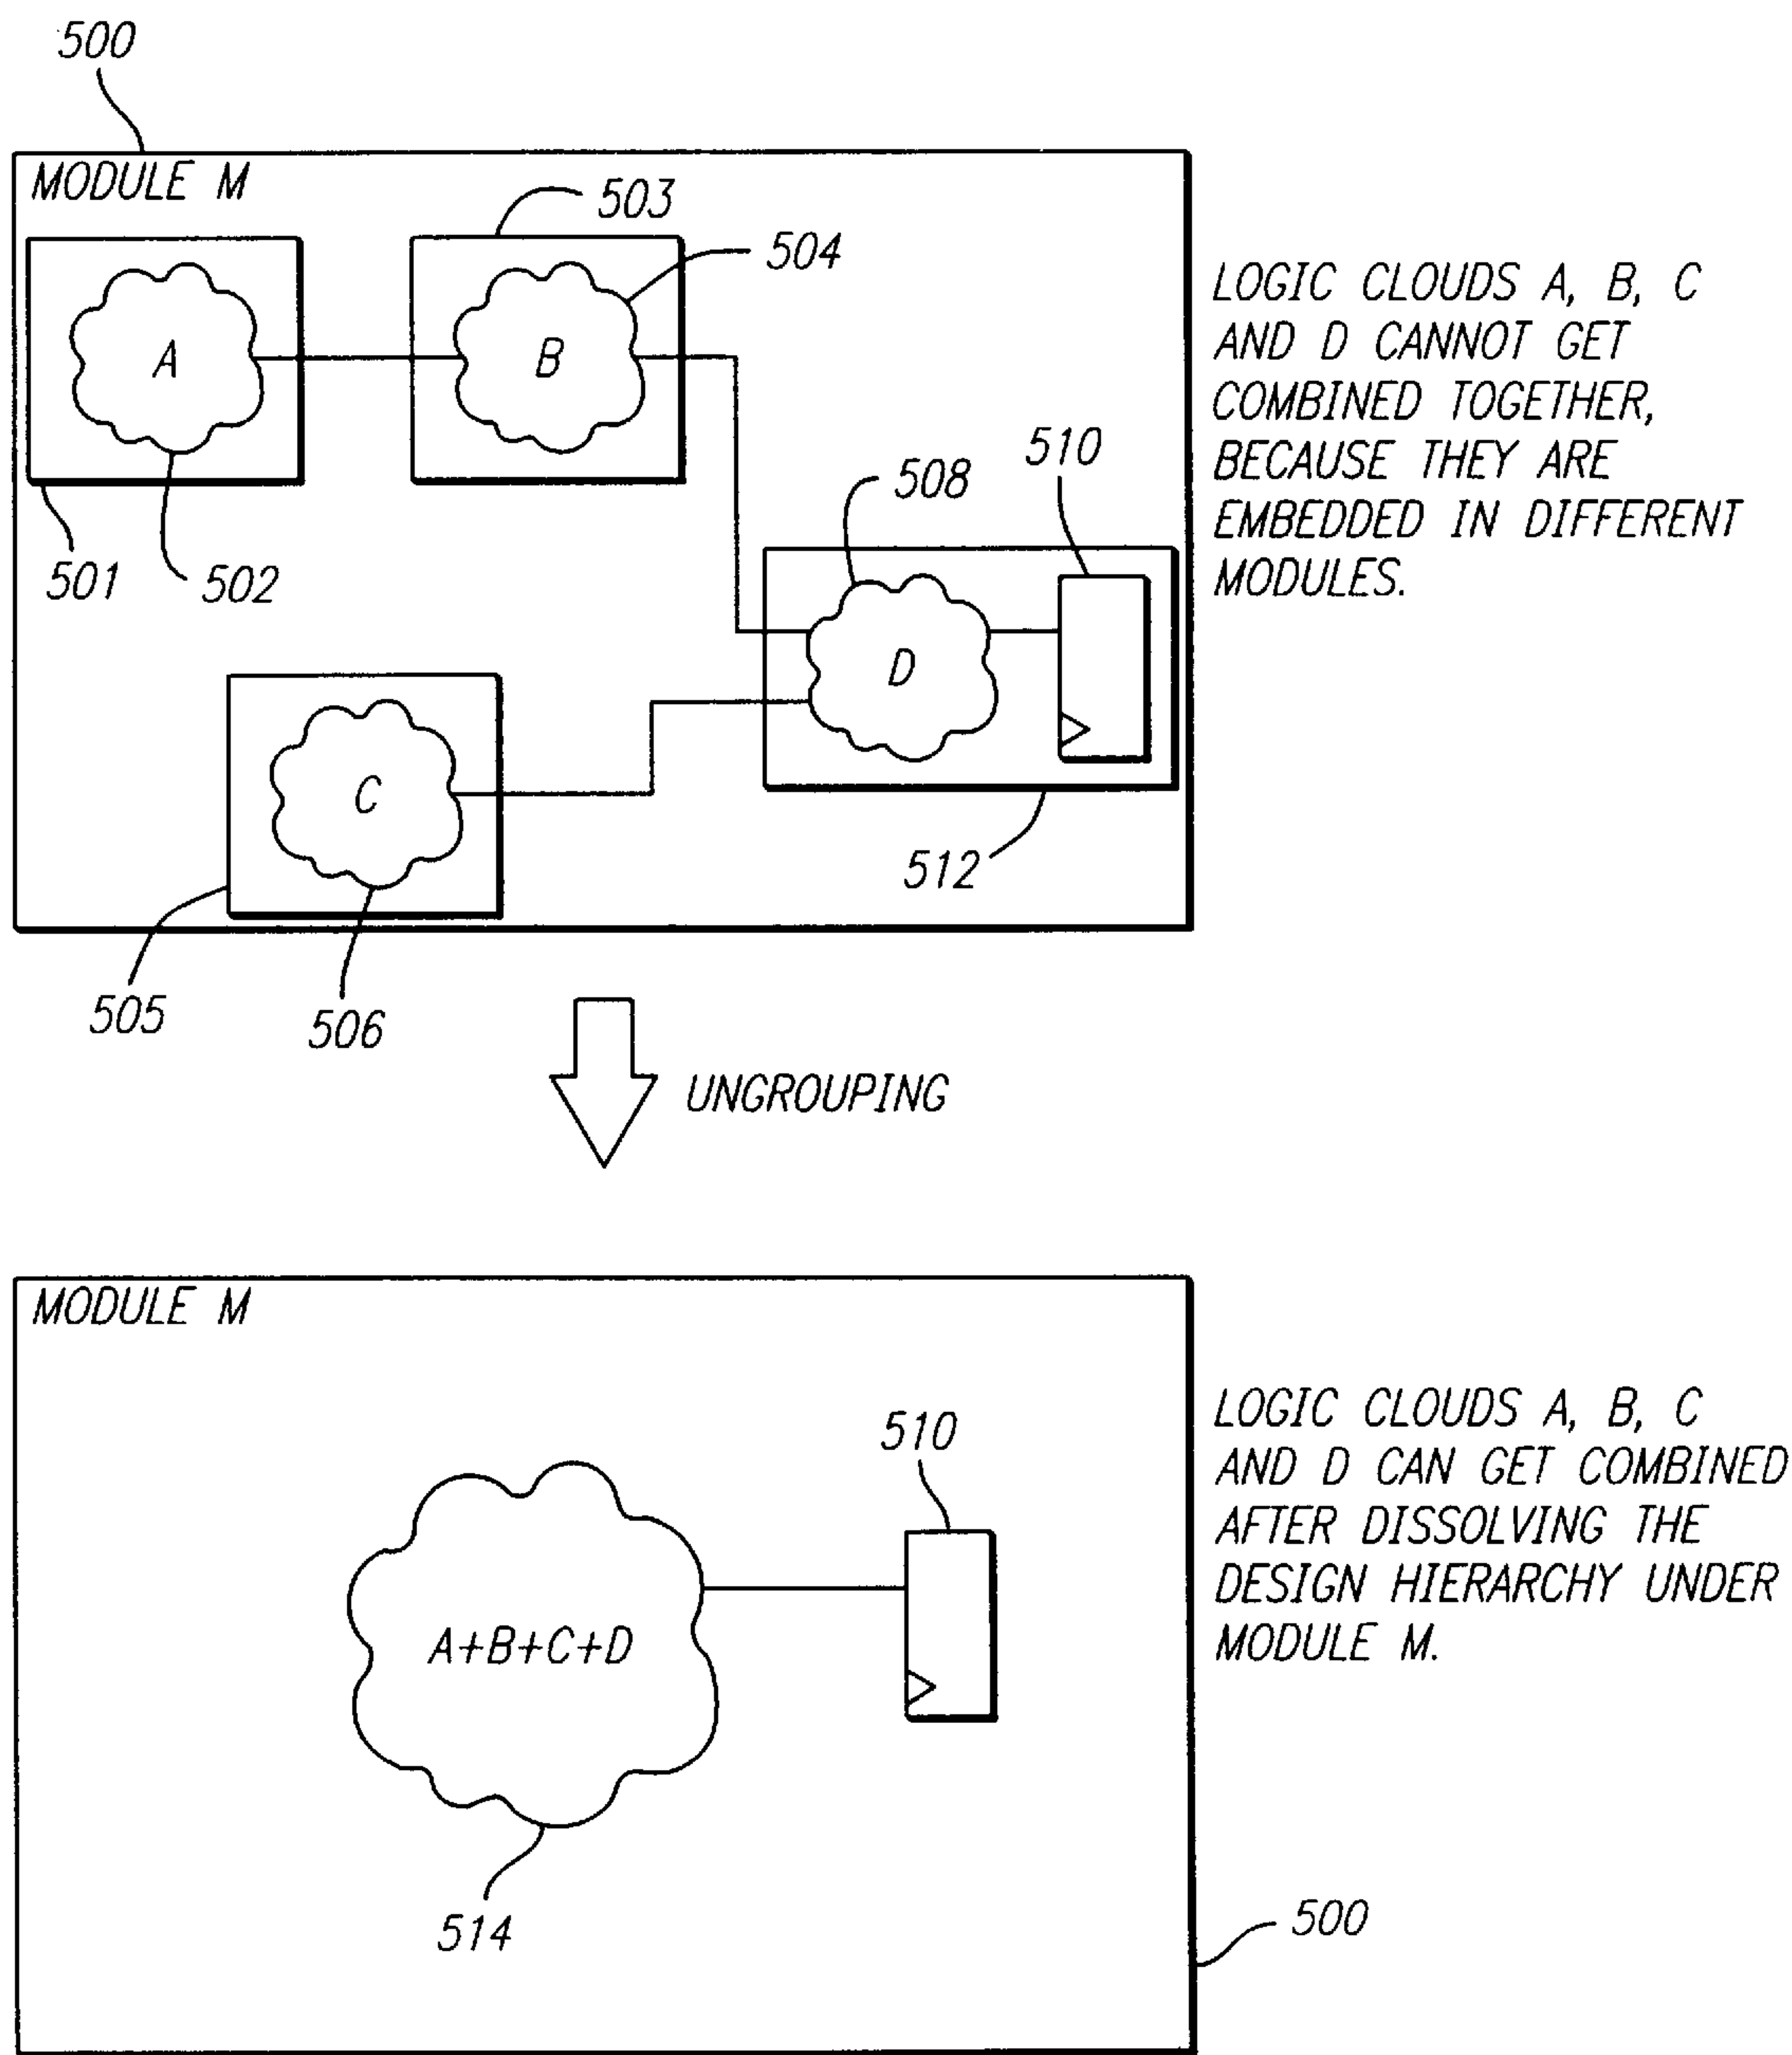 500
MODULE M
503
504
A
B
LOGIC CLOUDS A, B, C
AND D CANNOT GET
COMBINED TOGETHER,
BECAUSE THEY ARE
EMBEDDED IN DIFFERENT
MODULES.
510
508
501
502
D
C
512
505
506
UNGROUPING
MODULE M
510
LOGIC CLOUDS A, B, C
AND D CAN GET COMBINED
AFTER DISSOLVING THE
DESIGN HIERARCHY UNDER
MODULE M.
A+B+C+D
514
500